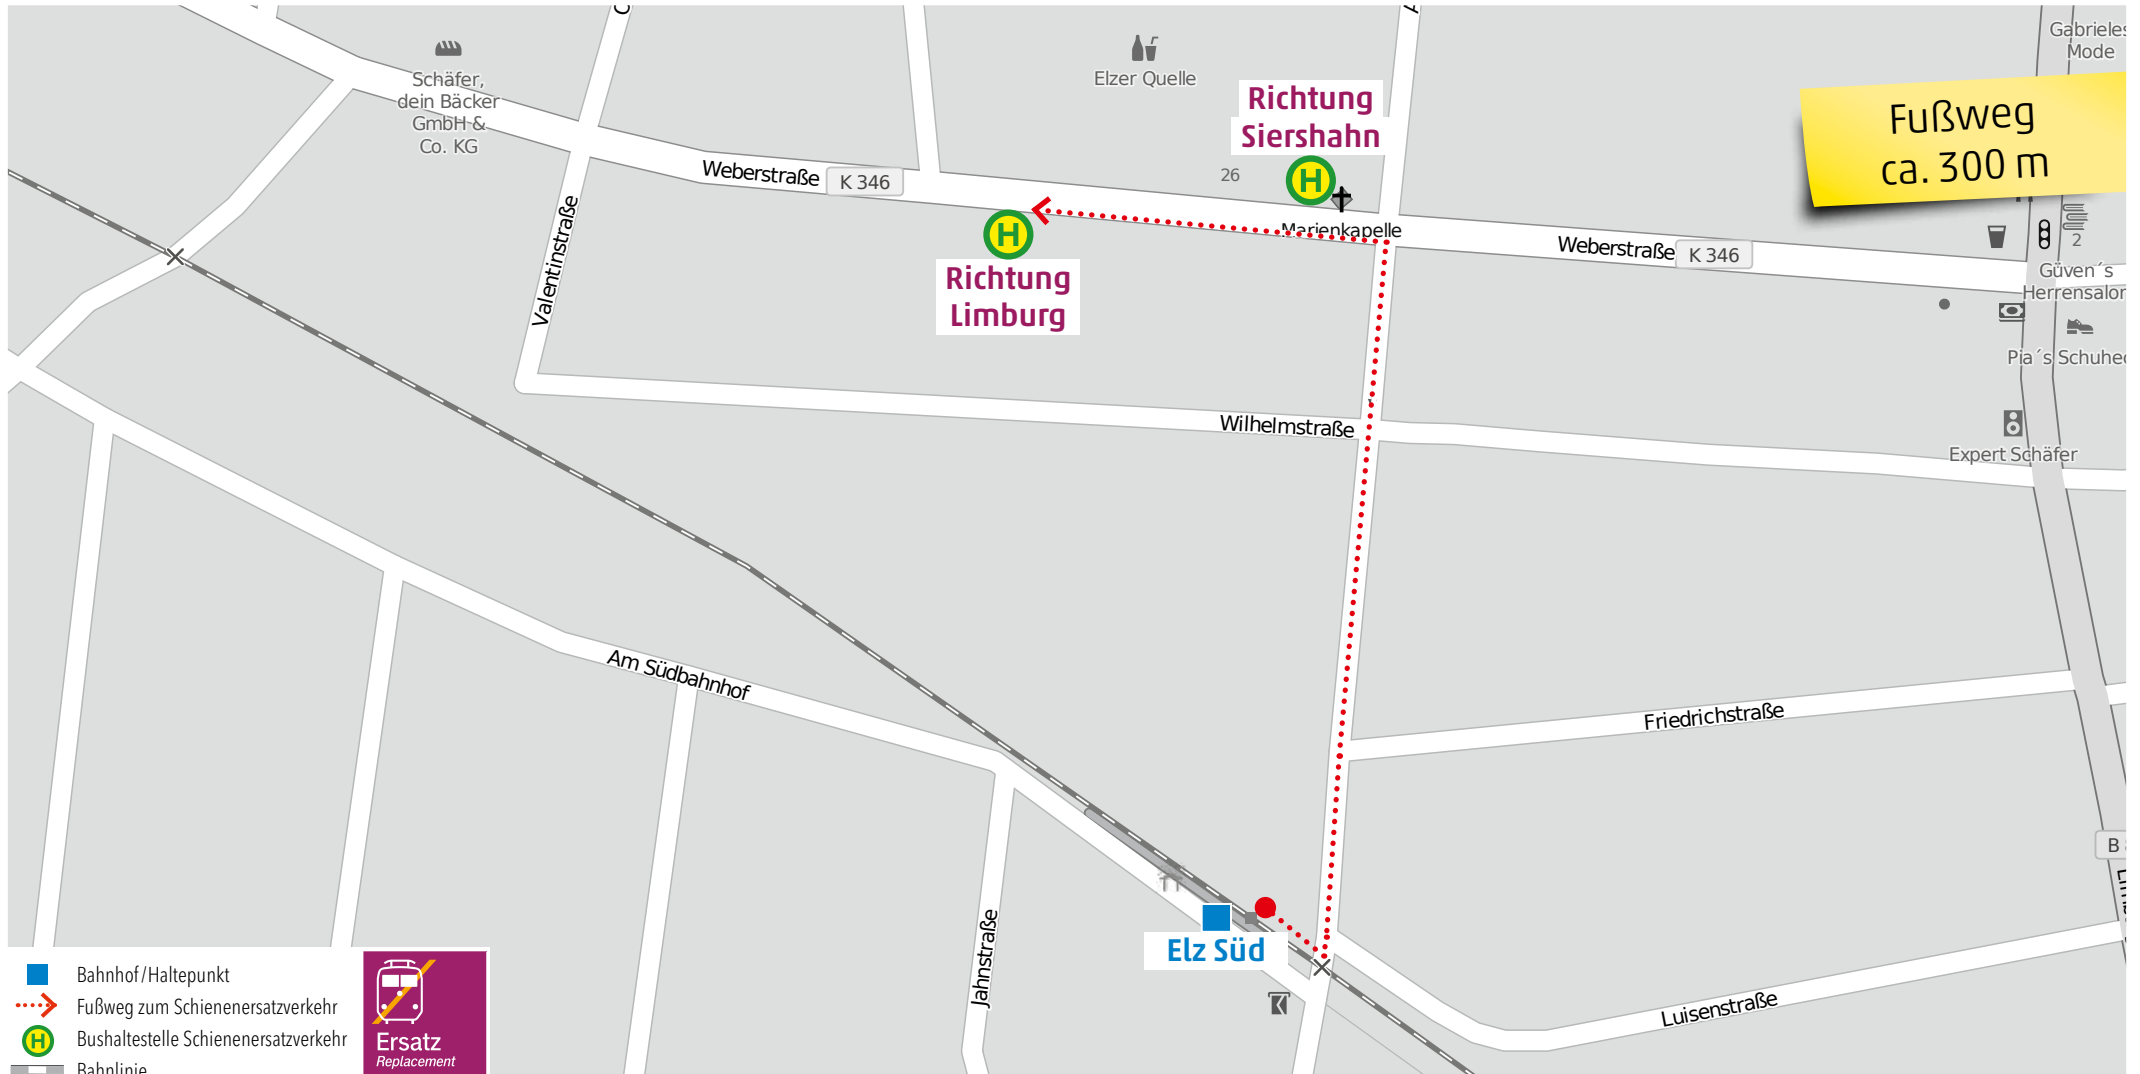 C
A
Gabrieles
Mode
Schäfer,
dein Bäcker
GmbH &
Co. KG
Elzer Quelle
Richtung
Siershahn
Fußweg
ca. 300 m
Weberstraße
K 346
26
H
Marienkapelle
H
Richtung
Limburg
Weberstraße
K 346
2
Güven´s
Herrensalon
Pia´s Schuhec
Valentinstraße
Wilhelmstraße
Expert Schäfer
Am Südbahnhof
Friedrichstraße
B
Elz Süd
Jahnstraße
Luisenstraße
Bahnhof/Haltepunkt
Fußweg zum Schienenersatzverkehr
H
Bushaltestelle Schienenersatzverkehr
Bahnlinie
Ersatz
Replacement